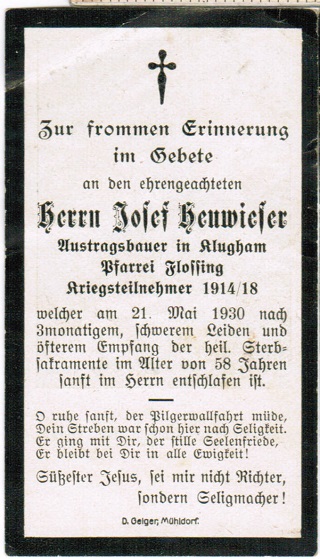 Zur frommen Erinnerung
im Gebete
an den ehrengeachteten
Herrn Josef Heuwieser
Austragsbauer in Klugham
Pfarrei Flossing
Kriegsteilnehmer 1914/18
welcher am 21. Mai 1930 nach
3monatigem, schwerem Leiden und
öfterem Empfang der heil. Sterb-
sakramente im Alter von 58 Jahren
sanft im Herrn entschlafen ist.
O ruhe sanft, der Pilgerwallfahrt müde,
Dein Streben war schon hier nach Seligkeit.
Er ging mit Dir, der stille Seelenfriede,
Er bleibt bei Dir in alle Ewigkeit!
Süßester Jesus, sei mir nicht Richter,
sondern Seligmacher!
D. Geiger, Mühldorf.